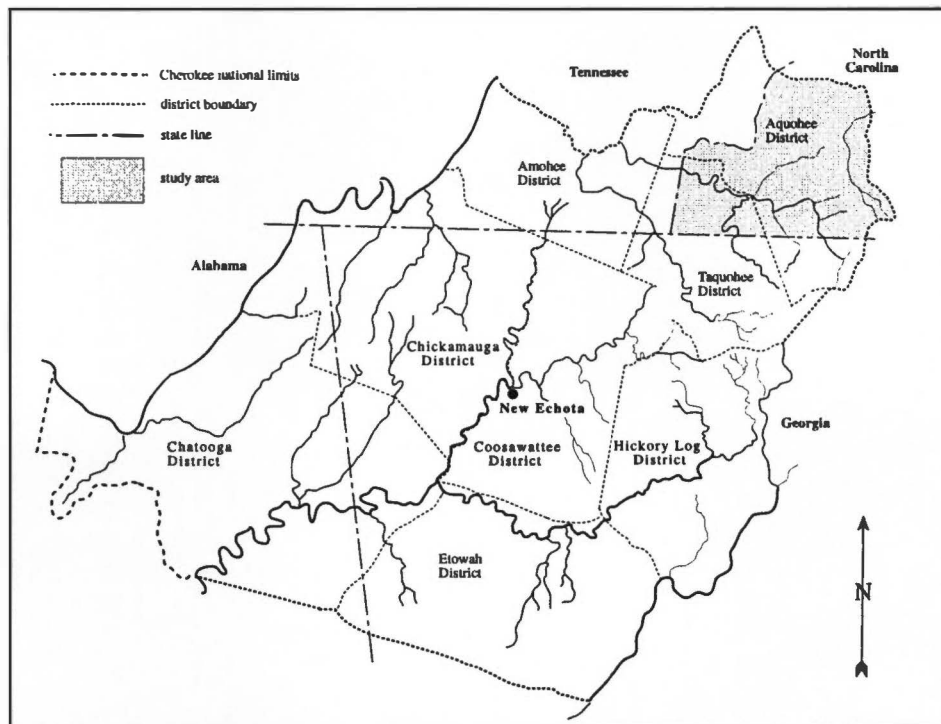 Cherokee national limits
district boundary
state line
study area
Tennessee
North
Carolina
Aquohee
District
Amohee
District
Alabama
Taquohee
District
Chickamauga
District
New Echota
Georgia
Chatooga
District
Coosawattee
District
Hickory Log
District
Etowah
District
N